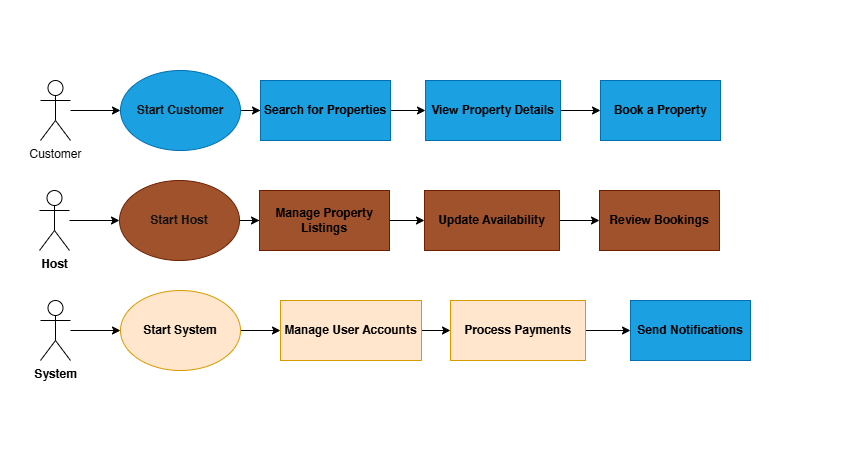 Start Customer
Search for Properties
View Property Details
Book a Property
Customer
Start Host
Manage Property
Listings
Update Availability
Review Bookings
Host
Start System
Manage User Accounts
Process Payments
Send Notifications
System